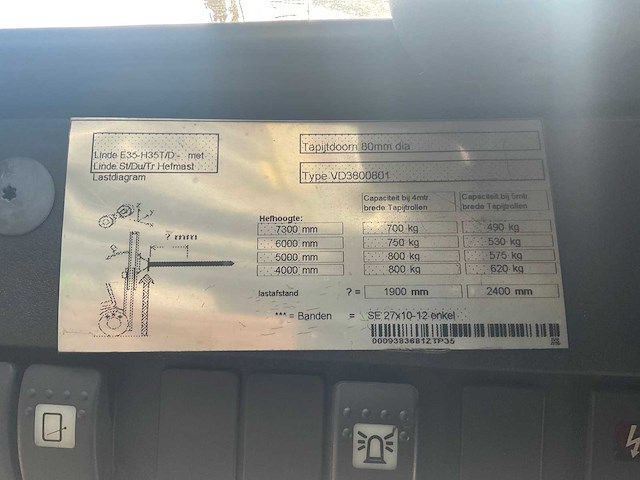 Linde E35-H35T/D - met
Linde St/Du/Tr Hefmast
Lastdiagram
Tapijtdoorn 80mm dia
Type VD3800801
Capaciteit bij 4mtr. brede Tapijtrollen
Capaciteit bij 5mtr. brede Tapijtrollen
Hefhoogte:
7300 mm 700 kg 490 kg
6000 mm 750 kg 530 kg
5000 mm 800 kg 575 kg
4000 mm 800 kg 620 kg
? mm
lastafstand ? = 1900 mm 2400 mm
*** = Banden = SE 27x10-12 enkel
0009383681ZTP35